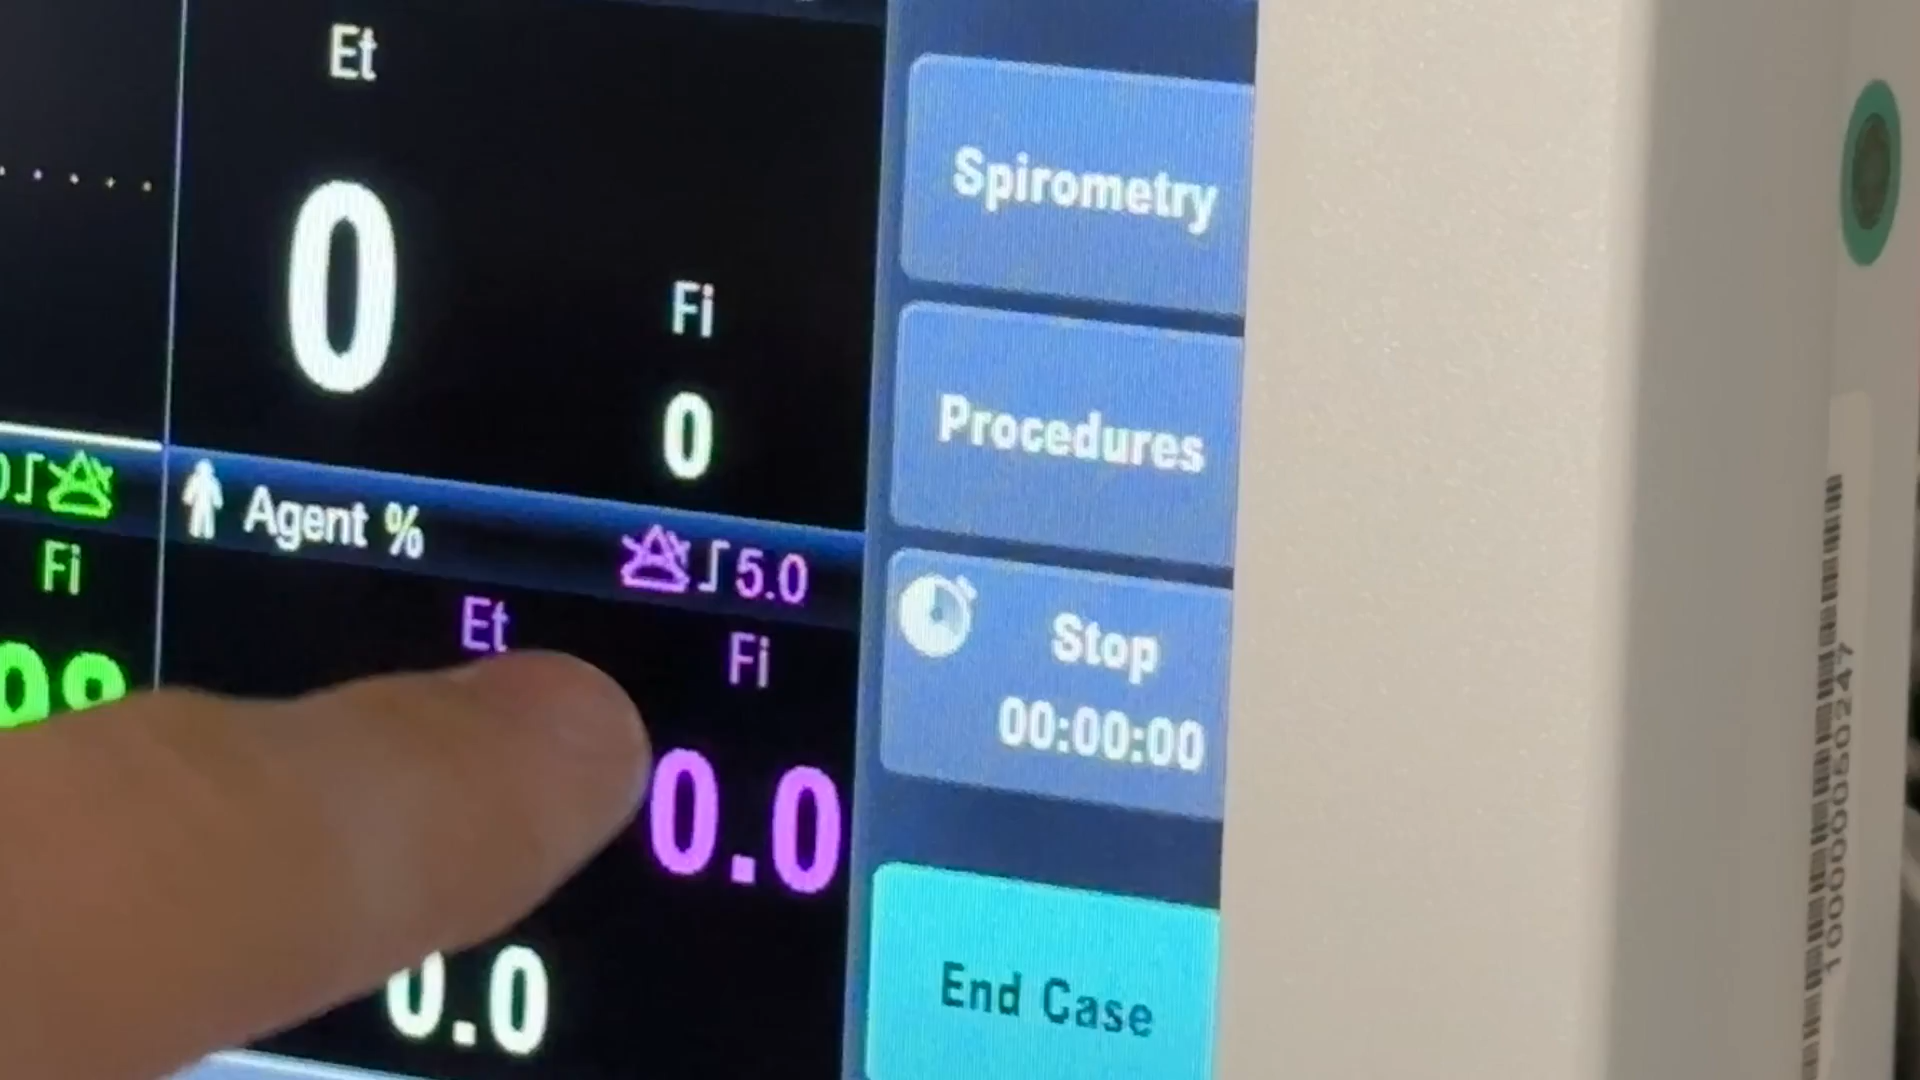 Et
0
Fi
0
Agent %
5.0
Fi
Et
Fi
0.0
0.0
Spirometry
Procedures
Stop
00:00:00
End Case
1000000050247